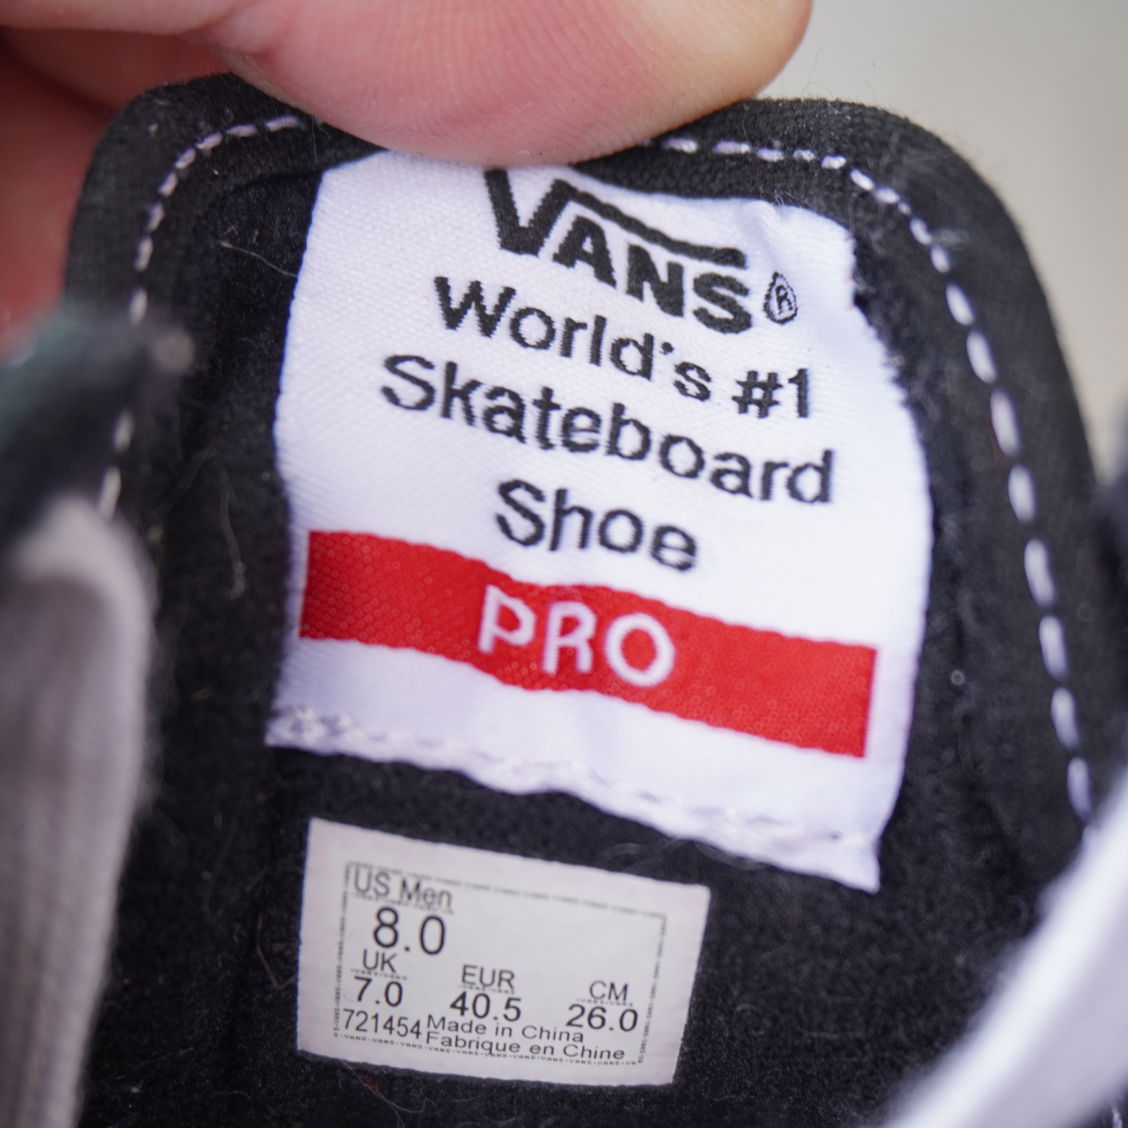 VANS®
World's #1
Skateboard
Shoe
PRO
US Men
8.0
UK EUR CM
7.0 40.5 26.0
721454 Made in China
Fabrique en Chine